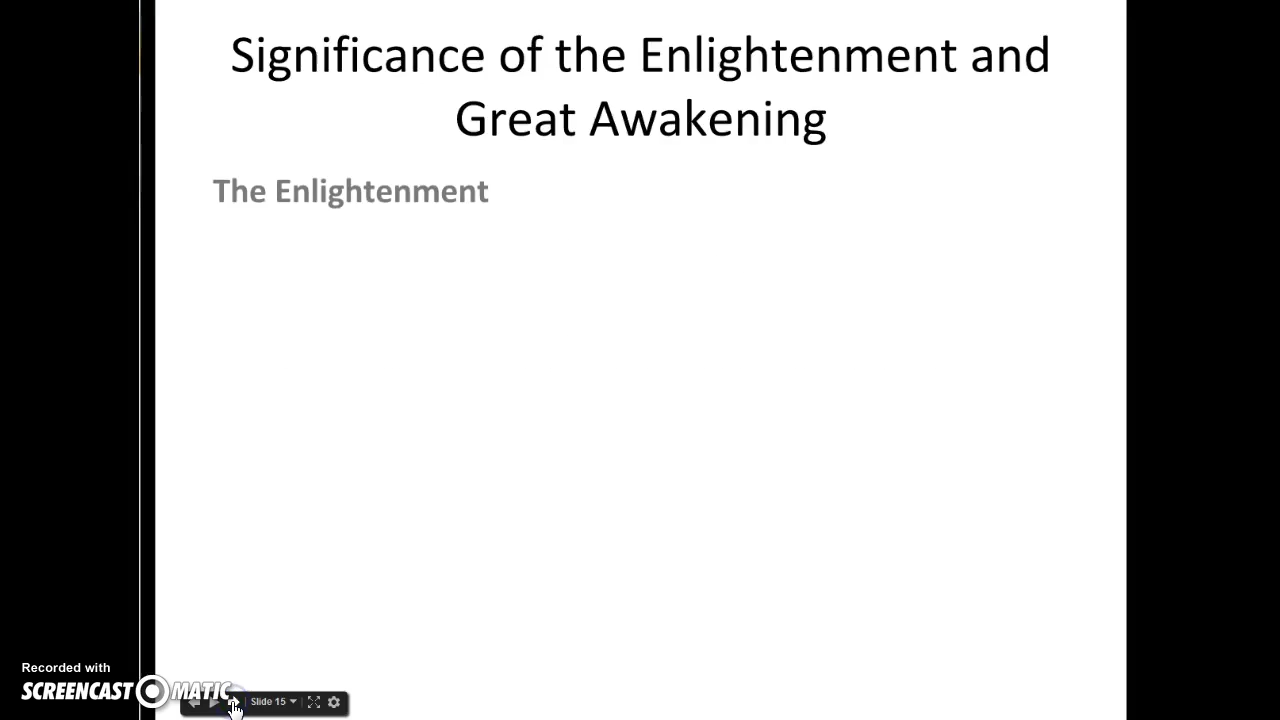 Significance of the Enlightenment and
Great Awakening
The Enlightenment
Recorded with
SCREENCAST MATIC
Slide 15